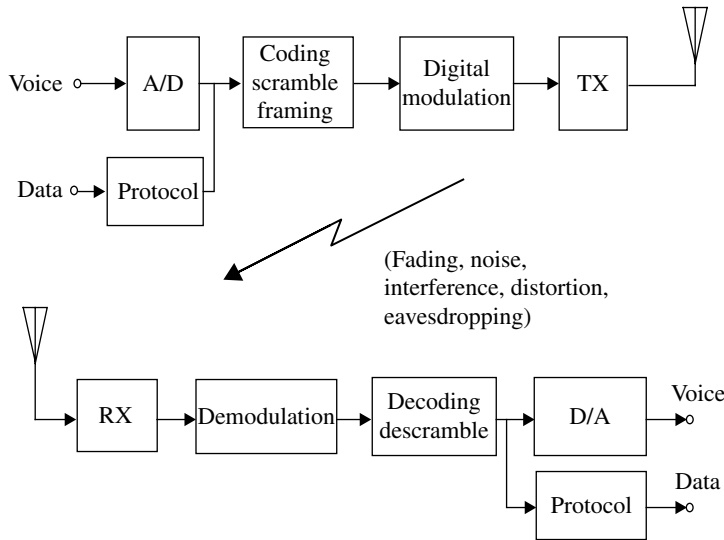 Voice
A/D
Coding
scramble
framing
Digital
modulation
TX
Data
Protocol
(Fading, noise,
interference, distortion,
eavesdropping)
RX
Demodulation
Decoding
descramble
D/A
Voice
Protocol
Data